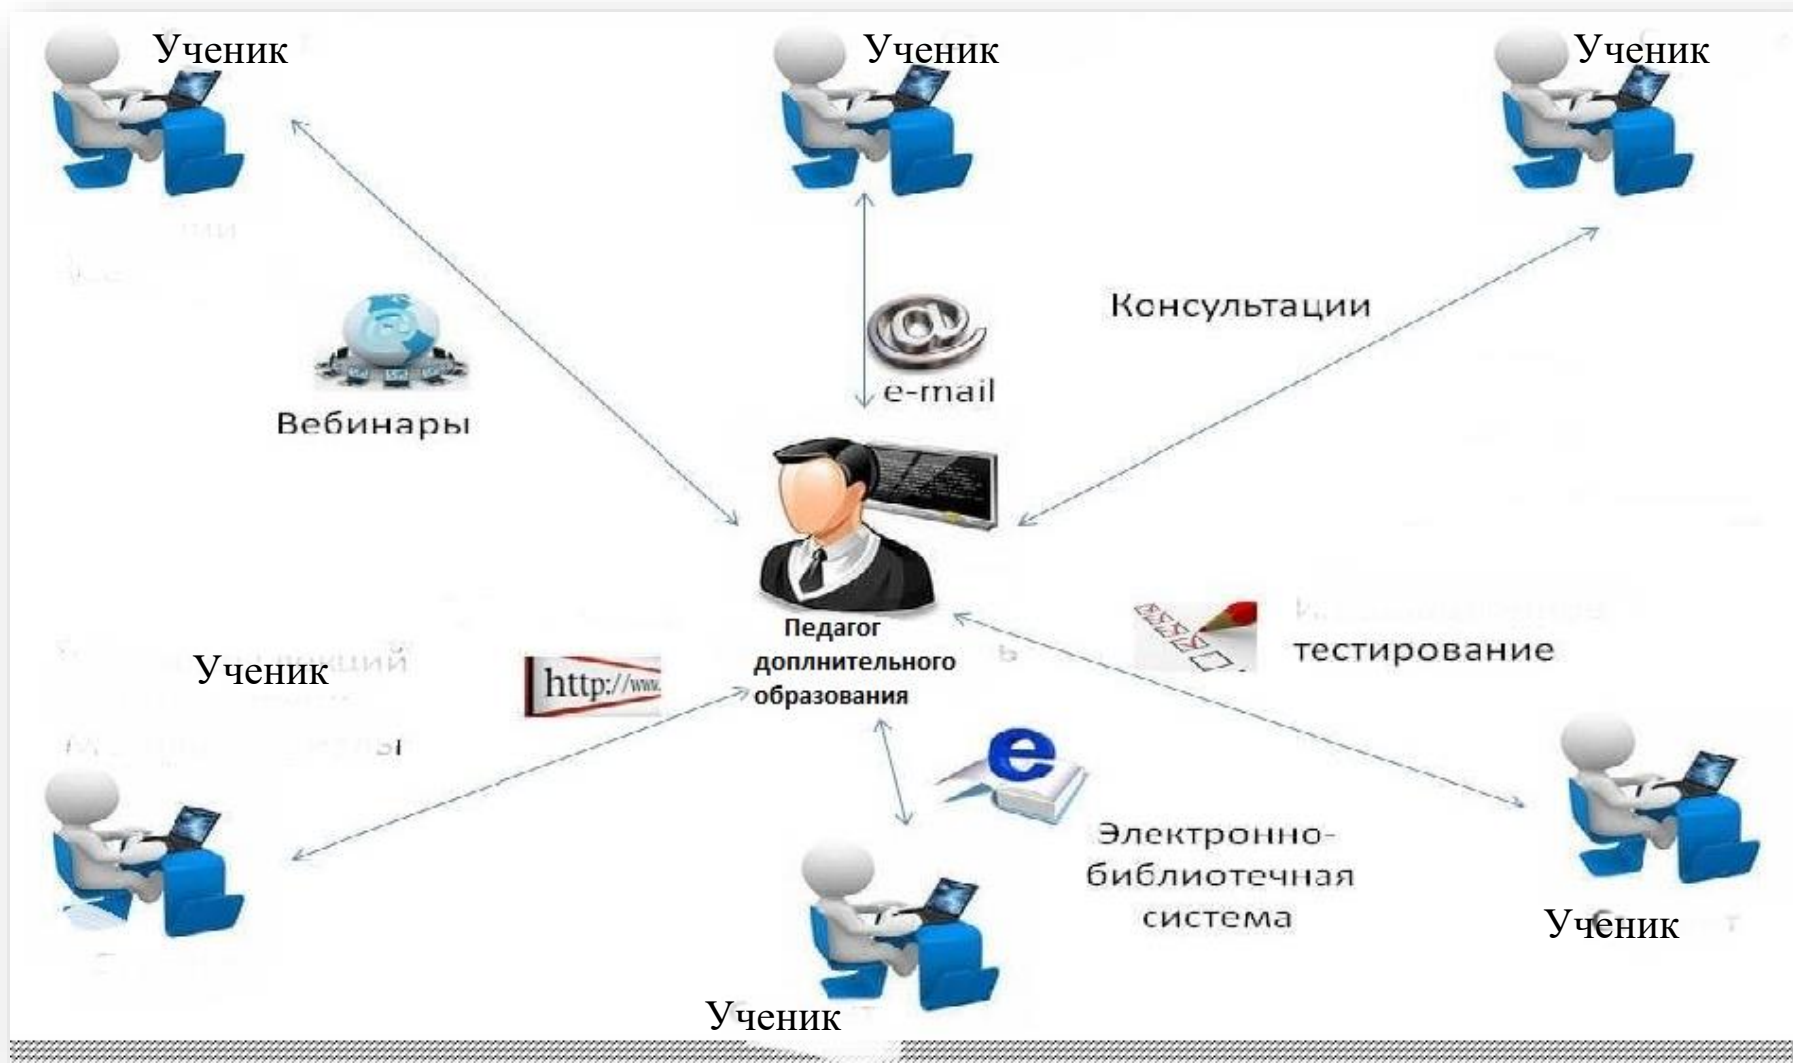 Ученик
Ученик
Ученик
Консультации
e-mail
Вебинары
Педагог
доплнительного
образования
тестирование
Ученик
http://www.
Электронно-
библиотечная
система
Ученик
Ученик